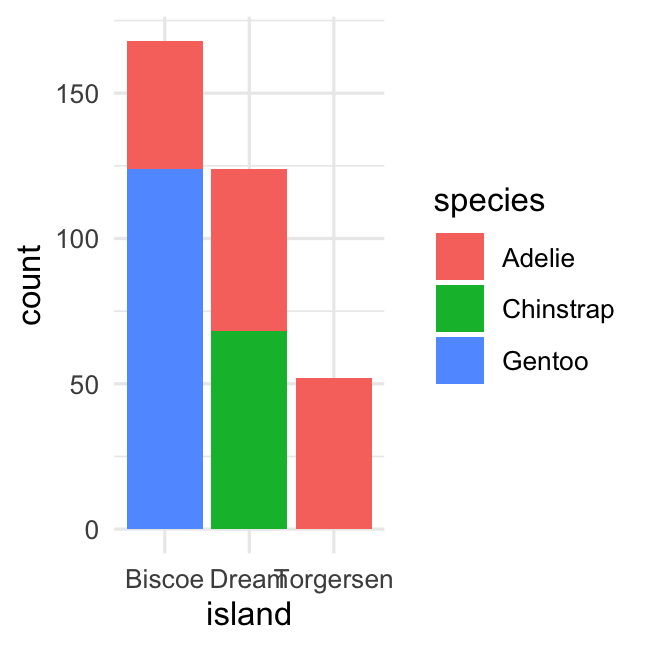 count
150
100
50
0
Biscoe Dream Torgersen
island
species
Adelie
Chinstrap
Gentoo